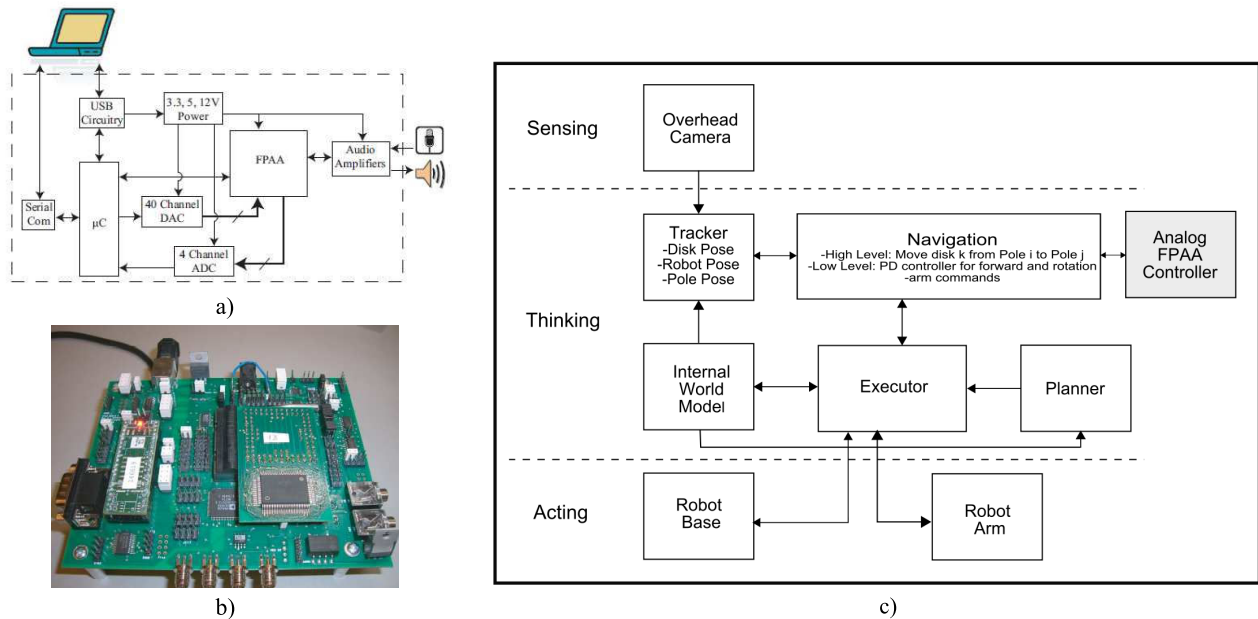 USB
Circuitry
3.3, 5, 12V
Power
FPAA
Audio
Amplifiers
Serial
Com
µC
40 Channel
DAC
4 Channel
ADC
a)
b)
Sensing
Overhead
Camera
Thinking
Tracker
-Disk Pose
-Robot Pose
-Pole Pose
Navigation
-High Level: Move disk k from Pole i to Pole j
-Low Level: PD controller for forward and rotation
-arm commands
Analog
FPAA
Controller
Internal
World
Model
Executor
Planner
Acting
Robot
Base
Robot
Arm
c)